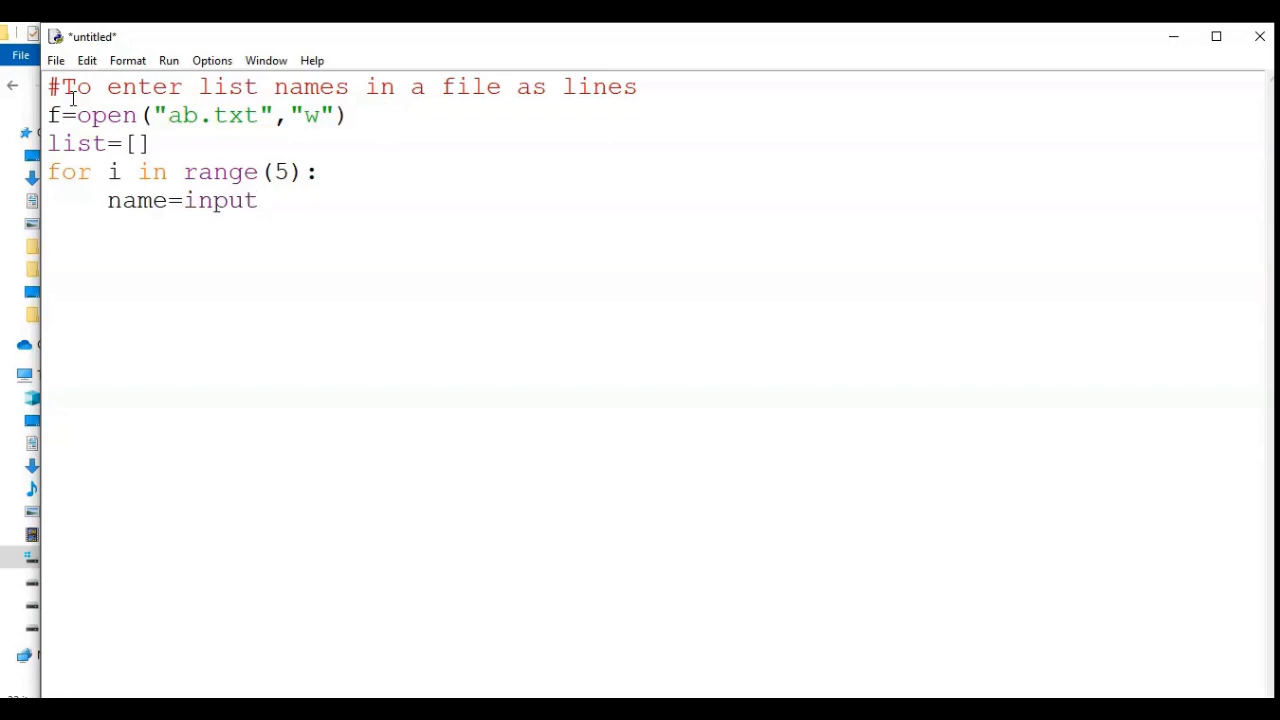 *untitled*
File
File Edit Format Run Options Window Help
#To enter list names in a file as lines
f=open("ab.txt","w")
list=[]
for i in range(5):
    name=input